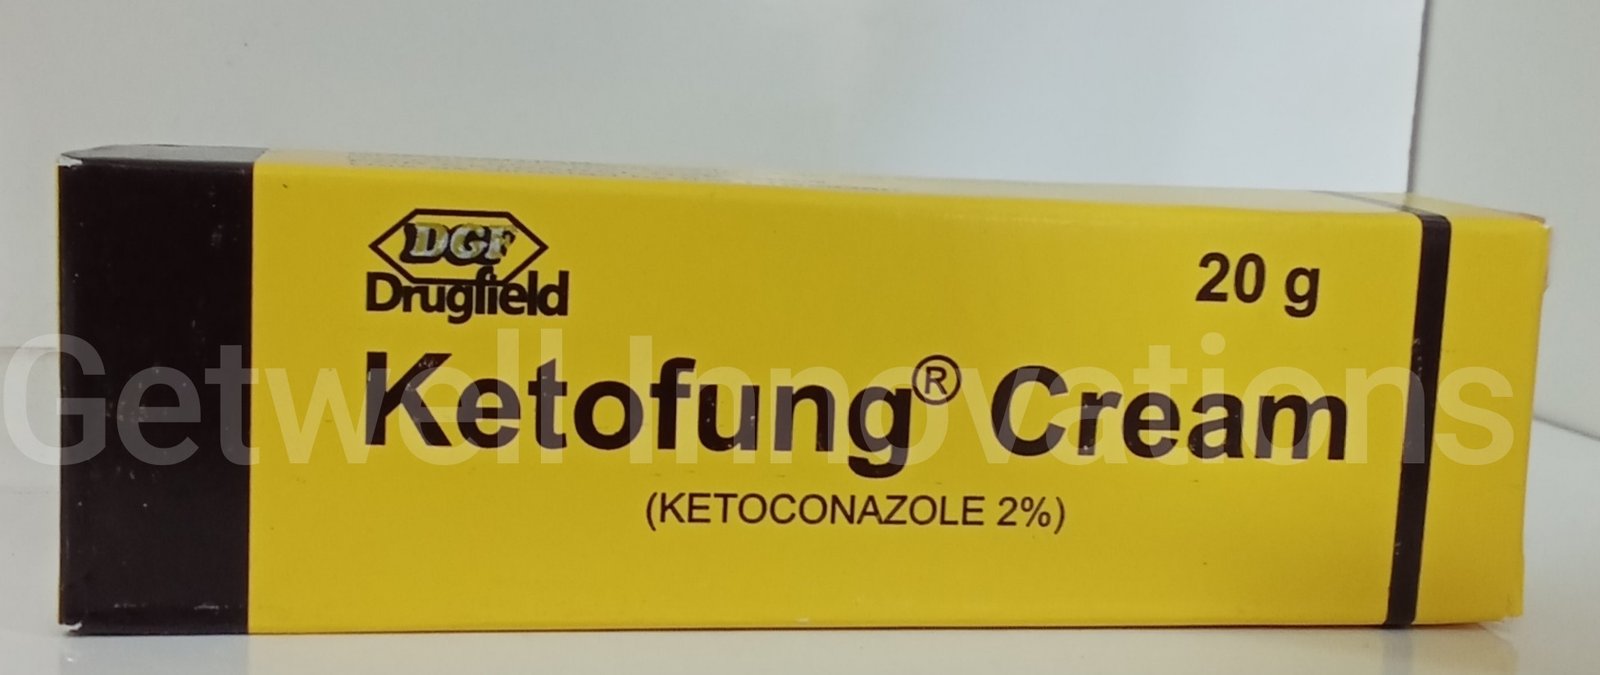 DGF
Drugfield
20 g
Ketofung® Cream
(KETOCONAZOLE 2%)
Getwell Innovations